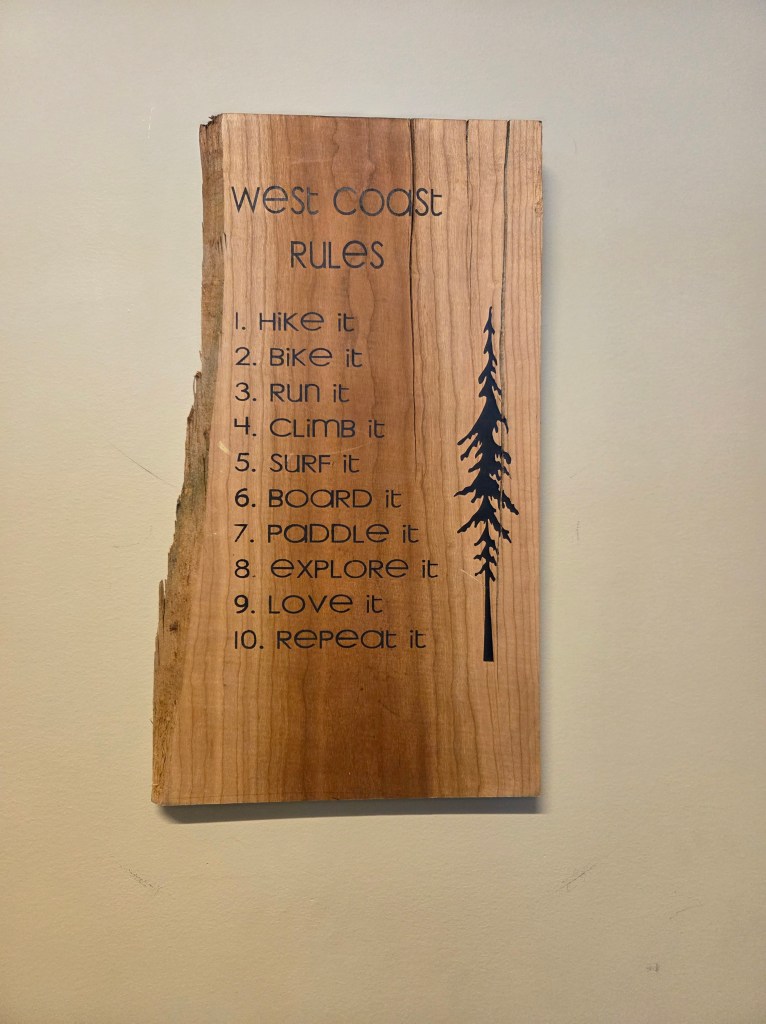 West Coast
Rules
1. Hike it
2. Bike it
3. Run it
4. Climb it
5. Surf it
6. Board it
7. Paddle it
8. Explore it
9. Love it
10. Repeat it